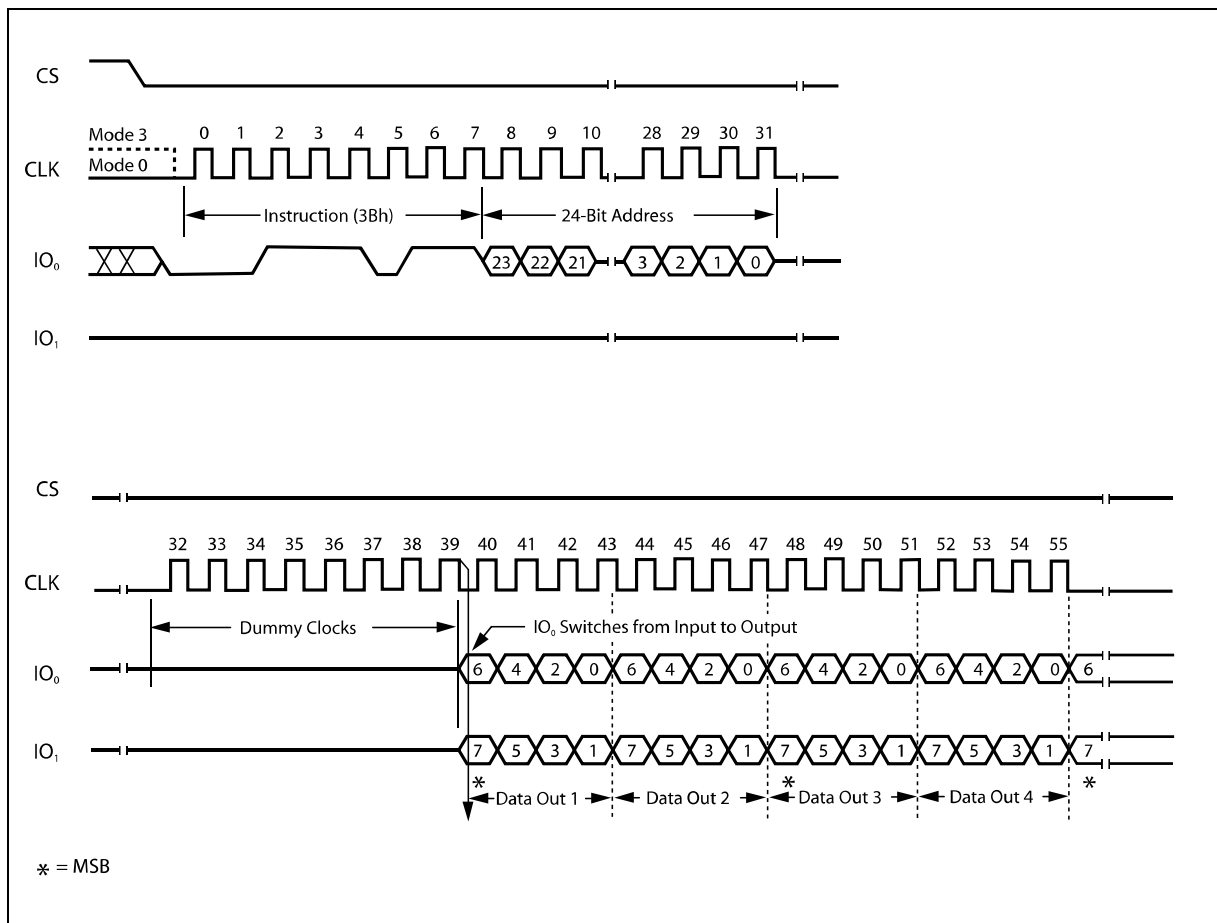 CS
Mode 3
0 1 2 3 4 5 6 7 8 9 10 28 29 30 31
Mode 0
CLK
Instruction (3Bh) 24-Bit Address
IO₀ 23 22 21 3 2 1 0
IO₁
CS
32 33 34 35 36 37 38 39 40 41 42 43 44 45 46 47 48 49 50 51 52 53 54 55
CLK
Dummy Clocks IO₀ Switches from Input to Output
IO₀ 6 4 2 0 6 4 2 0 6 4 2 0 6 4 2 0 6
IO₁ 7 5 3 1 7 5 3 1 7 5 3 1 7 5 3 1 7
* * *
Data Out 1 Data Out 2 Data Out 3 Data Out 4
* = MSB